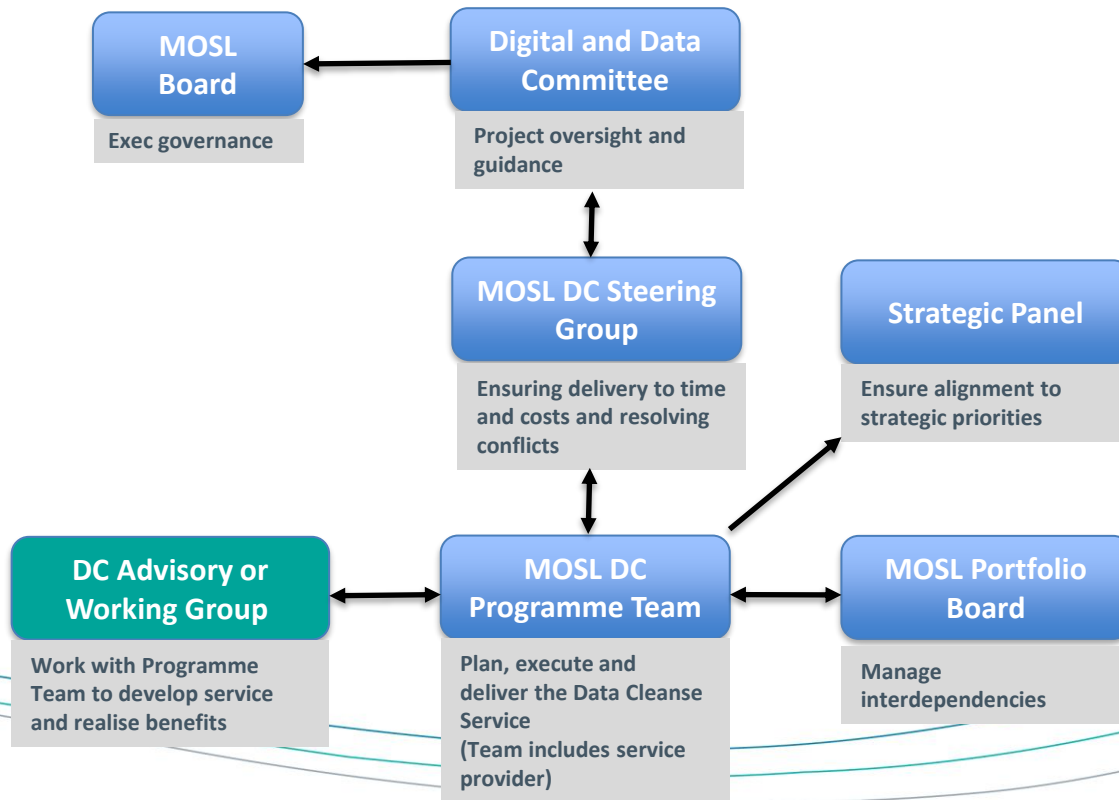 MOSL
Board
Exec governance
Digital and Data
Committee
Project oversight and
guidance
MOSL DC Steering
Group
Ensuring delivery to time
and costs and resolving
conflicts
Strategic Panel
Ensure alignment to
strategic priorities
DC Advisory or
Working Group
Work with Programme
Team to develop service
and realise benefits
MOSL DC
Programme Team
Plan, execute and
deliver the Data Cleanse
Service
(Team includes service
provider)
MOSL Portfolio
Board
Manage
interdependencies